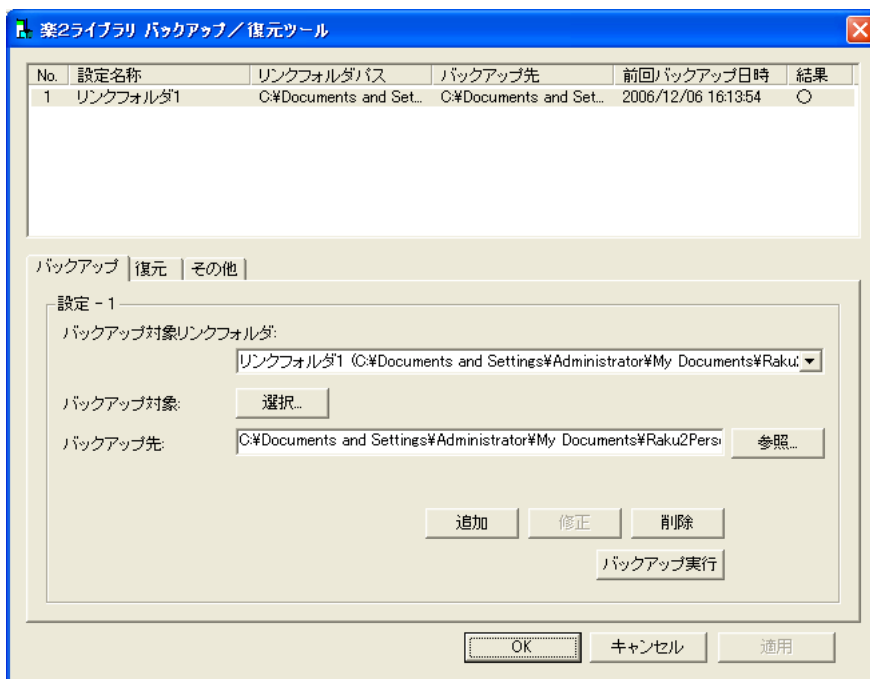 楽2ライブラリ バックアップ／復元ツール
No. 設定名称 リンクフォルダパス バックアップ先 前回バックアップ日時 結果
1 リンクフォルダ1 C:¥Documents and Set... C:¥Documents and Set... 2006/12/06 16:13:54 ○
バックアップ 復元 その他
設定 - 1
バックアップ対象リンクフォルダ:
リンクフォルダ1 (C:¥Documents and Settings¥Administrator¥My Documents¥Raku:
バックアップ対象: 選択...
バックアップ先: C:¥Documents and Settings¥Administrator¥My Documents¥Raku2Pers 参照...
追加 修正 削除
バックアップ実行
OK キャンセル 適用